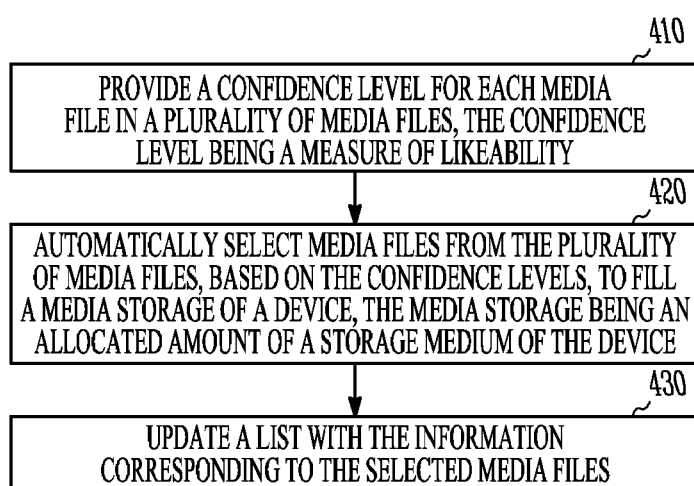 410
PROVIDE A CONFIDENCE LEVEL FOR EACH MEDIA
FILE IN A PLURALITY OF MEDIA FILES, THE CONFIDENCE
LEVEL BEING A MEASURE OF LIKEABILITY
420
AUTOMATICALLY SELECT MEDIA FILES FROM THE PLURALITY
OF MEDIA FILES, BASED ON THE CONFIDENCE LEVELS, TO FILL
A MEDIA STORAGE OF A DEVICE, THE MEDIA STORAGE BEING AN
ALLOCATED AMOUNT OF A STORAGE MEDIUM OF THE DEVICE
430
UPDATE A LIST WITH THE INFORMATION
CORRESPONDING TO THE SELECTED MEDIA FILES